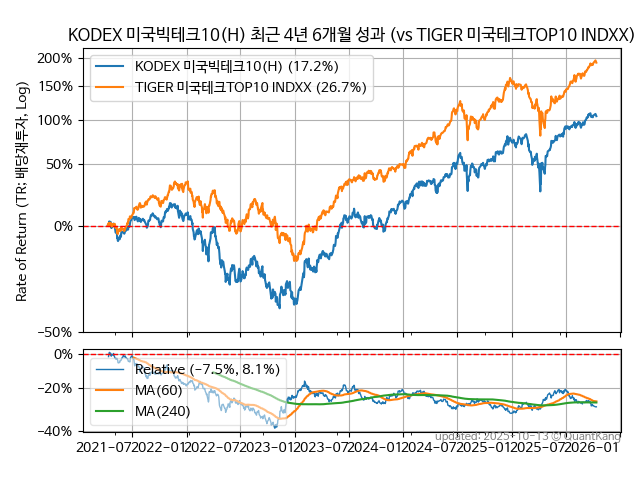 KODEX 미국빅테크10(H) 최근 4년 6개월 성과 (vs TIGER 미국테크TOP10 INDXX)
Rate of Return (TR: 배당재투자, Log)
200%
150%
100%
50%
0%
−50%
KODEX 미국빅테크10(H) (17.2%)
TIGER 미국테크TOP10 INDXX (26.7%)
0%
−20%
−40%
Relative (−7.5%, 8.1%)
MA(60)
MA(240)
2021-07
2022-01
2022-07
2023-01
2023-07
2024-01
2024-07
2025-01
2025-07
2026-01
updated: 2025-10-13 © QuantKang